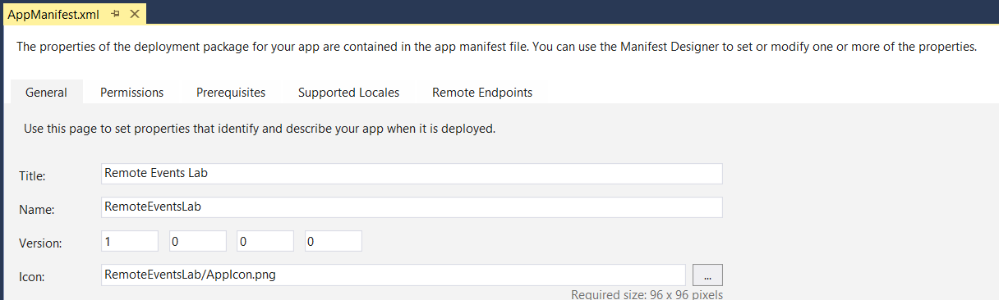 AppManifest.xml
The properties of the deployment package for your app are contained in the app manifest file. You can use the Manifest Designer to set or modify one or more of the properties.
General Permissions Prerequisites Supported Locales Remote Endpoints
Use this page to set properties that identify and describe your app when it is deployed.
Title: Remote Events Lab
Name: RemoteEventsLab
Version: 1 0 0 0
Icon: RemoteEventsLab/AppIcon.png ...
Required size: 96 x 96 pixels